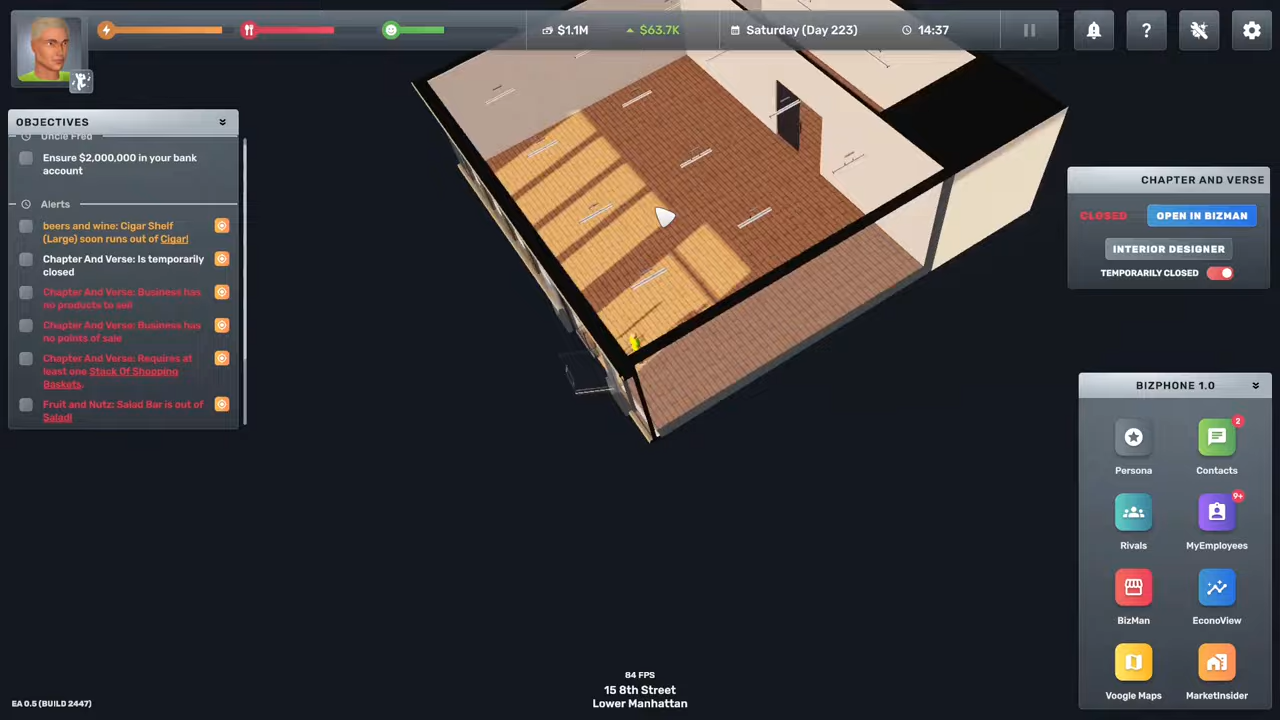 $1.1M
$63.7K
Saturday (Day 223)
14:37
?
OBJECTIVES
Uncle Fred
Ensure $2,000,000 in your bank
account
Alerts
beers and wine: Cigar Shelf
(Large) soon runs out of Cigar!
Chapter And Verse: Is temporarily
closed
Chapter And Verse: Business has
no products to sell
Chapter And Verse: Business has
no points of sale
Chapter And Verse: Requires at
least one Stack Of Shopping
Baskets.
Fruit and Nutz: Salad Bar is out of
Salad!
CHAPTER AND VERSE
CLOSED
OPEN IN BIZMAN
INTERIOR DESIGNER
TEMPORARILY CLOSED
BIZPHONE 1.0
2
Persona
Contacts
9+
Rivals
MyEmployees
BizMan
EconoView
Voogle Maps
MarketInsider
84 FPS
15 8th Street
Lower Manhattan
EA 0.5 (BUILD 2447)